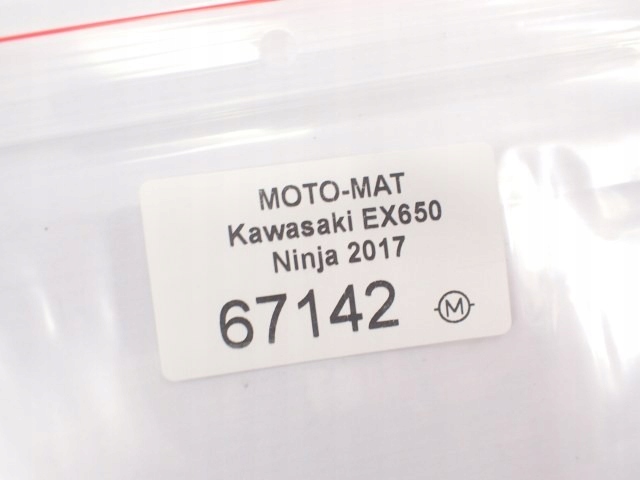 MOTO-MAT
Kawasaki EX650
Ninja 2017
67142 M